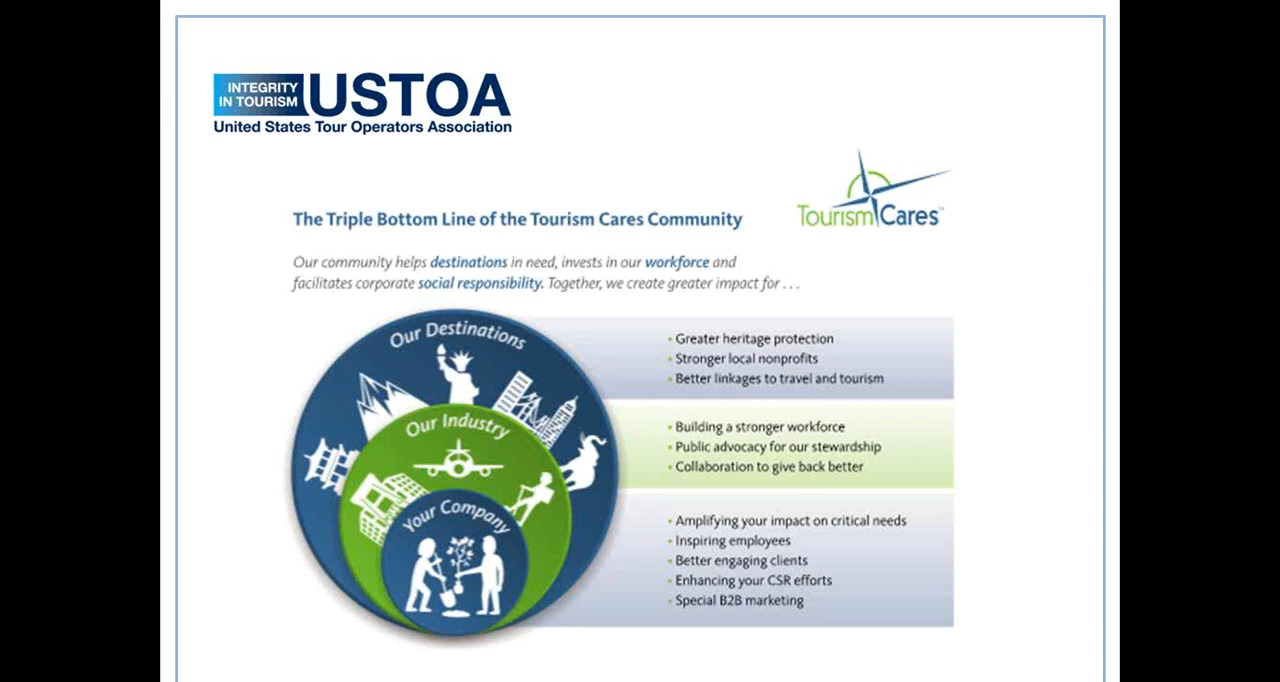 INTEGRITY
IN TOURISM
USTOA
United States Tour Operators Association
TourismCares™
The Triple Bottom Line of the Tourism Cares Community
Our community helps destinations in need, invests in our workforce and
facilitates corporate social responsibility. Together, we create greater impact for . . .
Our Destinations
• Greater heritage protection
• Stronger local nonprofits
• Better linkages to travel and tourism
Our Industry
• Building a stronger workforce
• Public advocacy for our stewardship
• Collaboration to give back better
Your Company
• Amplifying your impact on critical needs
• Inspiring employees
• Better engaging clients
• Enhancing your CSR efforts
• Special B2B marketing